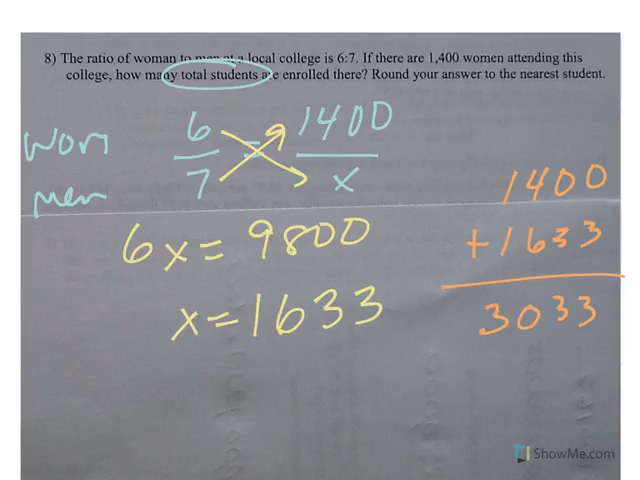 8) The ratio of woman to men at a local college is 6:7. If there are 1,400 women attending this
college, how many total students are enrolled there? Round your answer to the nearest student.
Wom 6 = 1400
men 7 x
6x = 9800
x = 1633
1400
+1633
3033
ShowMe.com